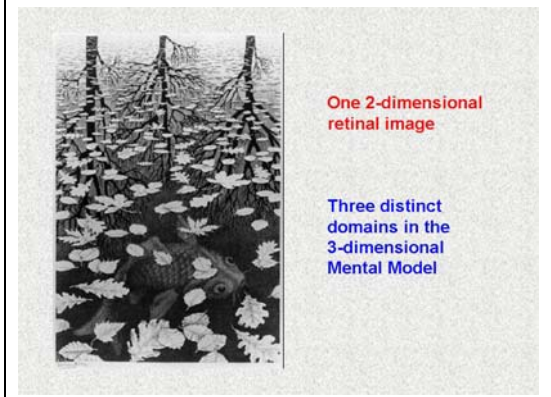 One 2-dimensional
retinal image
Three distinct
domains in the
3-dimensional
Mental Model